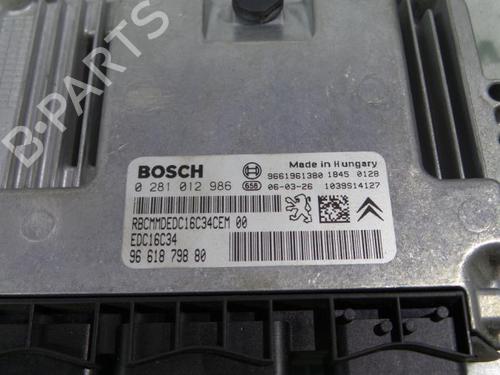 B-PARTS
BOSCH
Made in Hungary
9661961380 1845 0128
0 281 012 986 658 06-03-26 1039S14127
RBCMMDEDC16C34CEM 00
EDC16C34
96 618 798 80